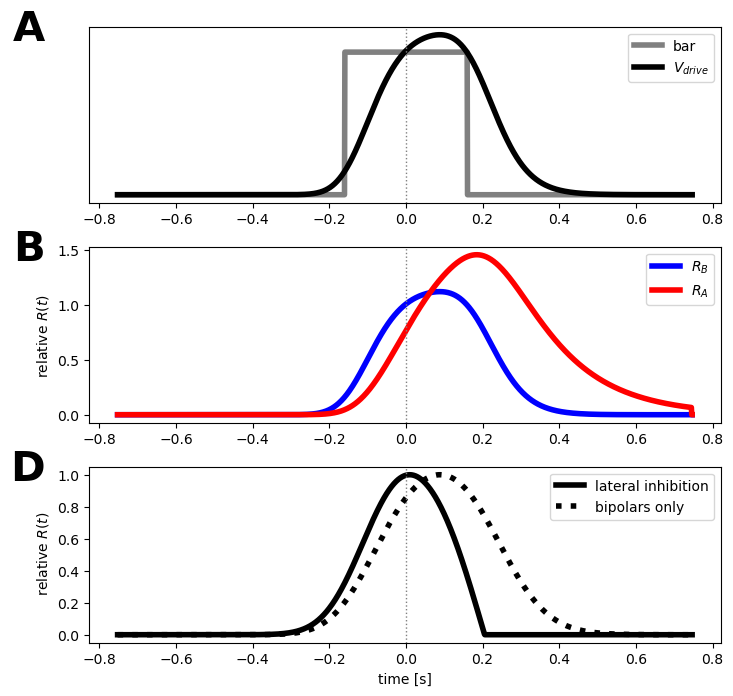 A
bar
V_drive
−0.8 −0.6 −0.4 −0.2 0.0 0.2 0.4 0.6 0.8
B
1.5
1.0
0.5
0.0
relative R(t)
R_B
R_A
−0.8 −0.6 −0.4 −0.2 0.0 0.2 0.4 0.6 0.8
D
1.0
0.8
0.6
0.4
0.2
0.0
relative R(t)
lateral inhibition
bipolars only
−0.8 −0.6 −0.4 −0.2 0.0 0.2 0.4 0.6 0.8
time [s]